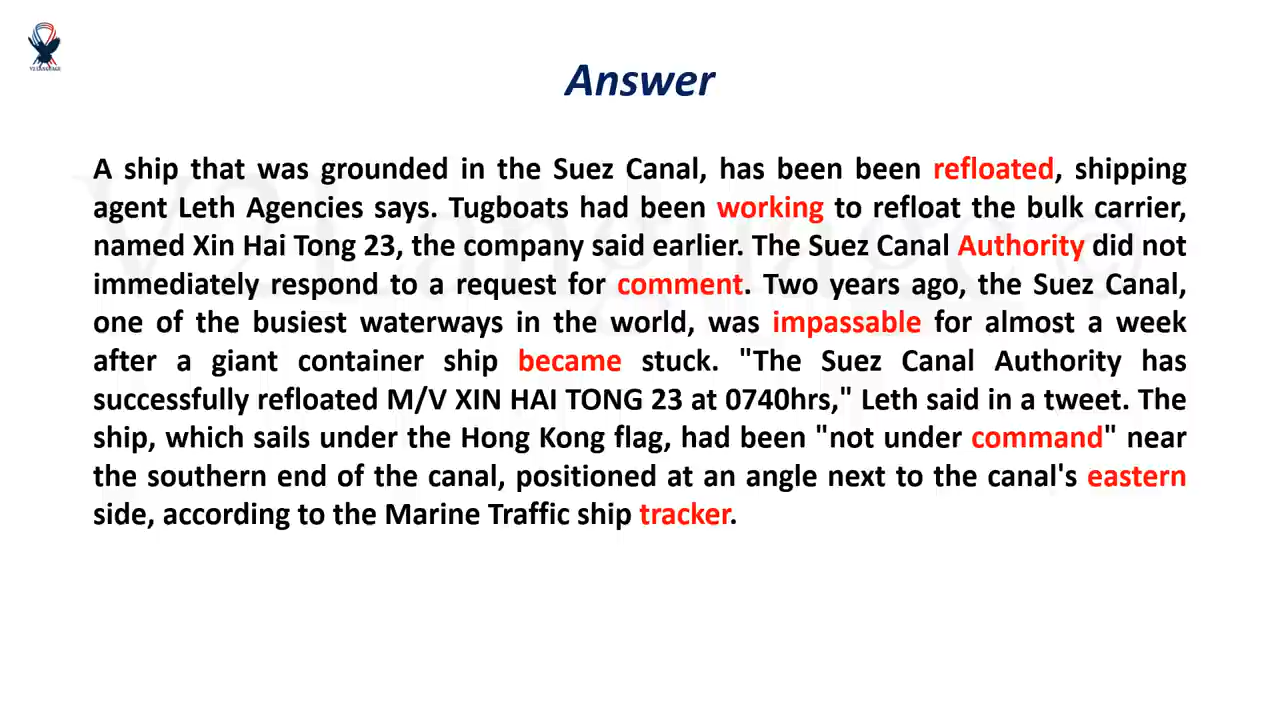 V2 LANGUAGE
Answer
A ship that was grounded in the Suez Canal, has been been refloated, shipping
agent Leth Agencies says. Tugboats had been working to refloat the bulk carrier,
named Xin Hai Tong 23, the company said earlier. The Suez Canal Authority did not
immediately respond to a request for comment. Two years ago, the Suez Canal,
one of the busiest waterways in the world, was impassable for almost a week
after a giant container ship became stuck. "The Suez Canal Authority has
successfully refloated M/V XIN HAI TONG 23 at 0740hrs," Leth said in a tweet. The
ship, which sails under the Hong Kong flag, had been "not under command" near
the southern end of the canal, positioned at an angle next to the canal's eastern
side, according to the Marine Traffic ship tracker.